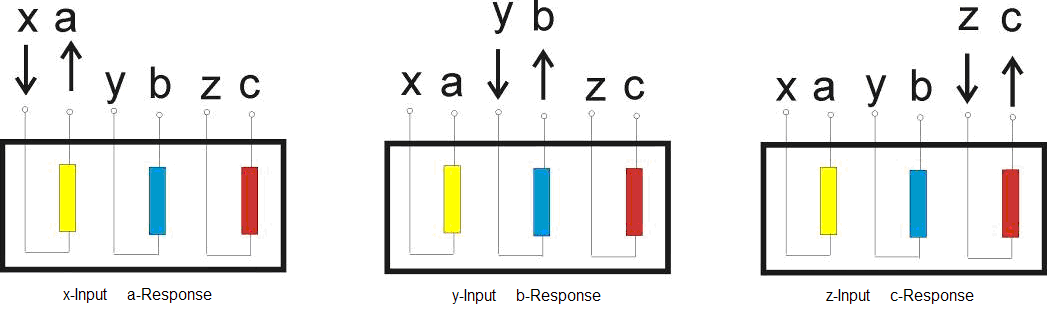 x a y b z c
x a y b z c
x a y b z c
x-Input a-Response
y-Input b-Response
z-Input c-Response